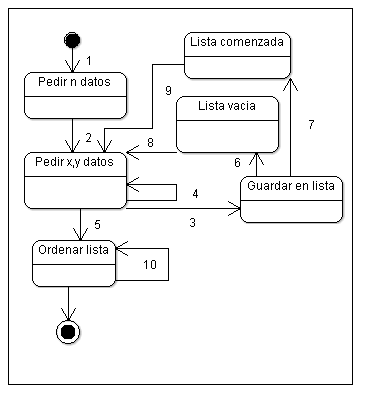 Lista comenzada
1
Pedir n datos
9
Lista vacia
7
2
8
Pedir x,y datos
6
4
Guardar en lista
5
3
Ordenar lista
10